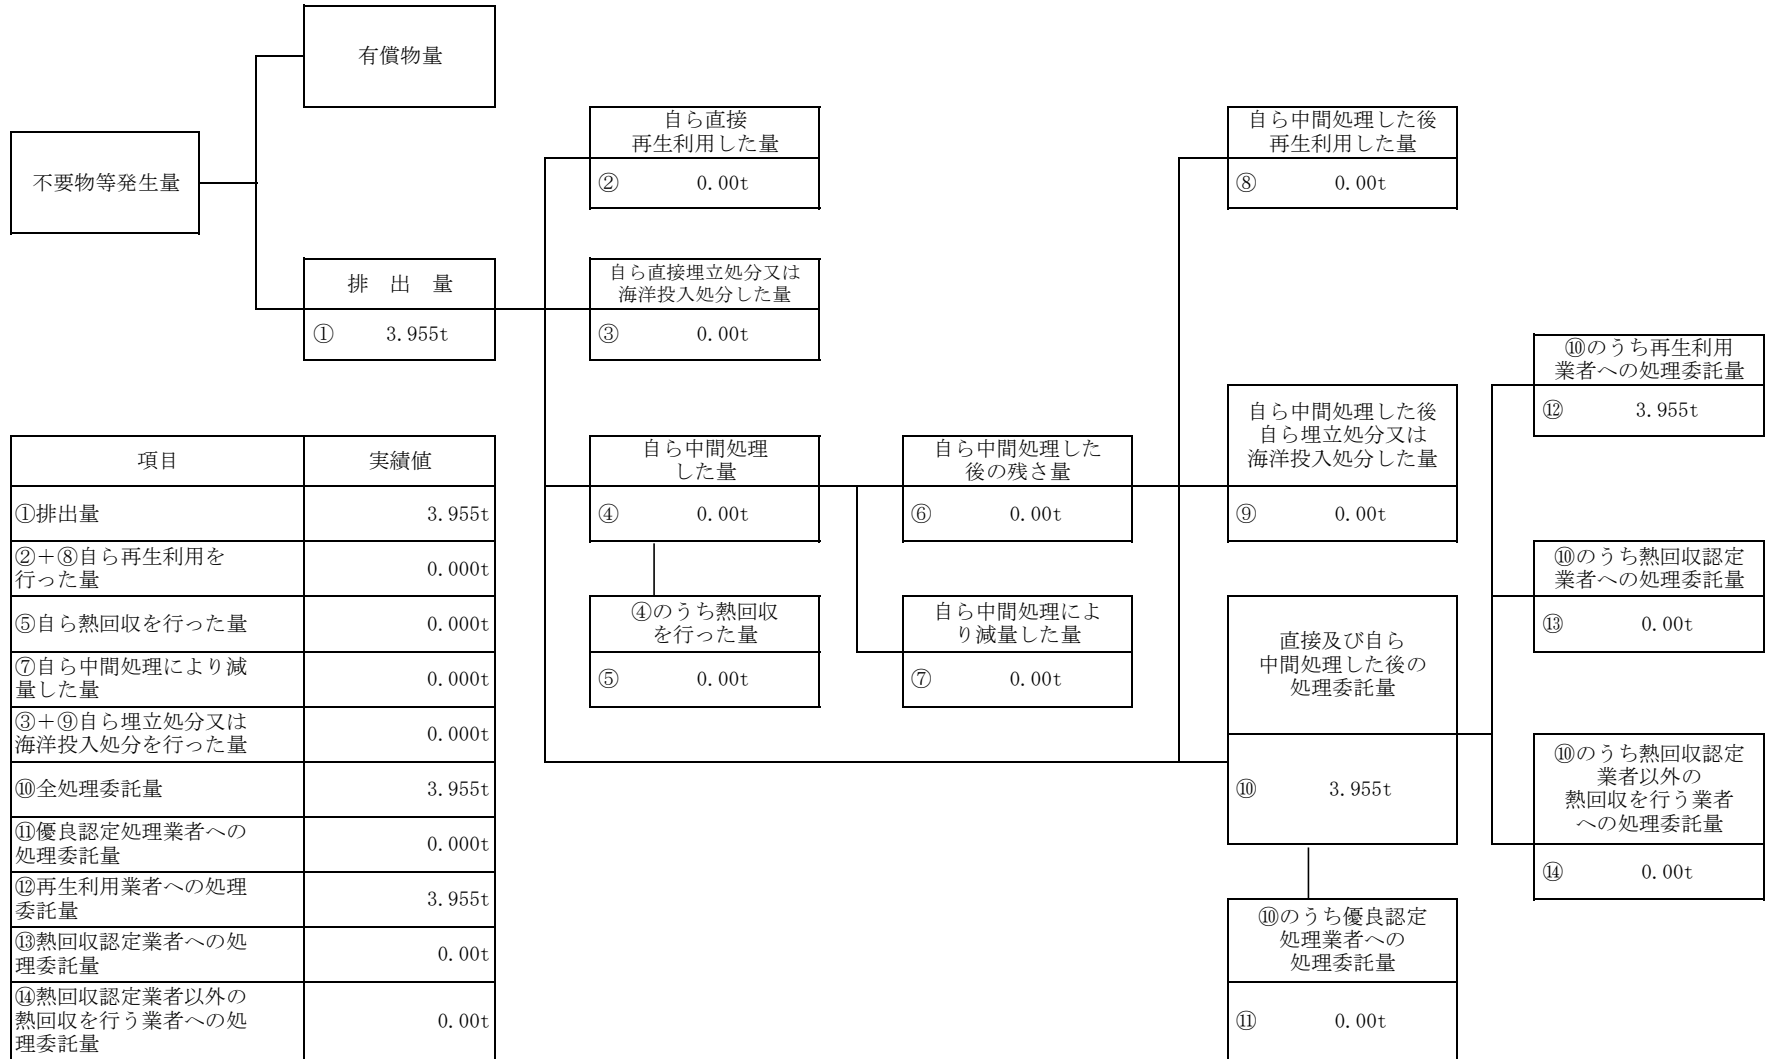 有償物量
不要物等発生量
排　出　量
①　3.955t
自ら直接
再生利用した量
②　0.00t
自ら直接埋立処分又は
海洋投入処分した量
③　0.00t
自ら中間処理
した量
④　0.00t
④のうち熱回収
を行った量
⑤　0.00t
自ら中間処理した
後の残さ量
⑥　0.00t
自ら中間処理によ
り減量した量
⑦　0.00t
自ら中間処理した後
再生利用した量
⑧　0.00t
自ら中間処理した後
自ら埋立処分又は
海洋投入処分した量
⑨　0.00t
直接及び自ら
中間処理した後の
処理委託量
⑩　3.955t
⑩のうち優良認定
処理業者への
処理委託量
⑪　0.00t
⑩のうち再生利用
業者への処理委託量
⑫　3.955t
⑩のうち熱回収認定
業者への処理委託量
⑬　0.00t
⑩のうち熱回収認定
業者以外の
熱回収を行う業者
への処理委託量
⑭　0.00t
項目　実績値
①排出量　3.955t
②＋⑧自ら再生利用を
行った量　0.000t
⑤自ら熱回収を行った量　0.000t
⑦自ら中間処理により減
量した量　0.000t
③＋⑨自ら埋立処分又は
海洋投入処分を行った量　0.000t
⑩全処理委託量　3.955t
⑪優良認定処理業者への
処理委託量　0.000t
⑫再生利用業者への処理
委託量　3.955t
⑬熱回収認定業者への処
理委託量　0.00t
⑭熱回収認定業者以外の
熱回収を行う業者への処
理委託量　0.00t